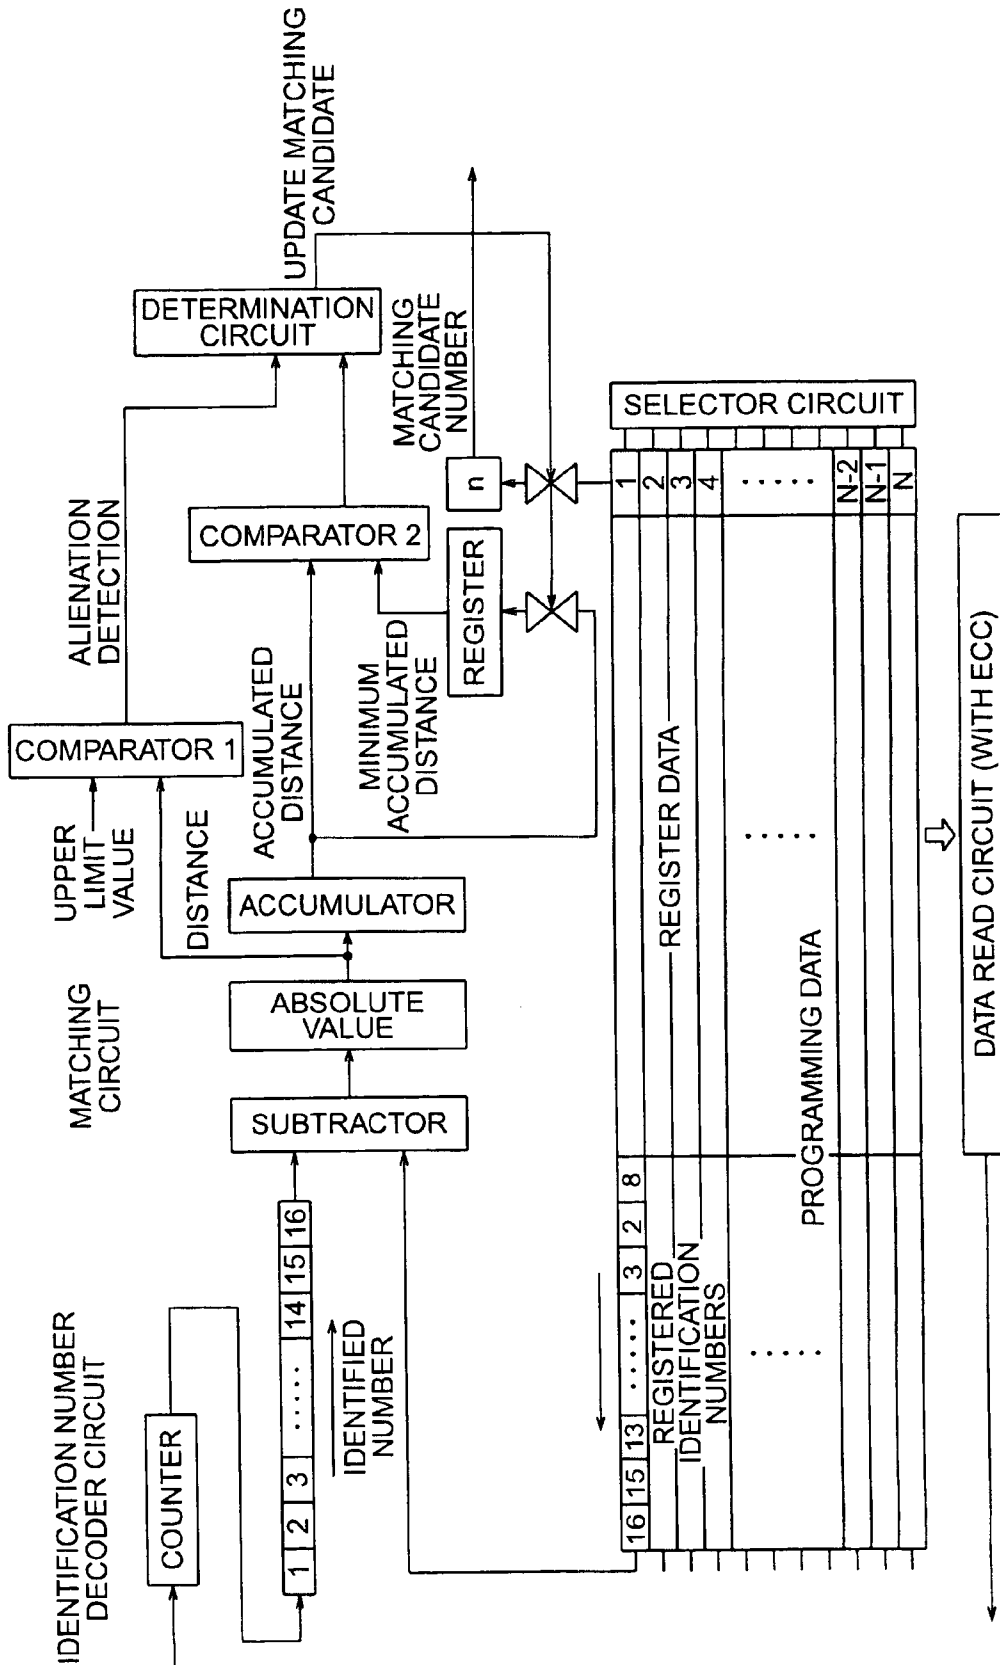 IDENTIFICATION NUMBER
DECODER CIRCUIT
COUNTER
1 2 3 ..... 14 15 16
IDENTIFIED
NUMBER
MATCHING
CIRCUIT
SUBTRACTOR
ABSOLUTE
VALUE
ACCUMULATOR
DISTANCE
UPPER
LIMIT
VALUE
COMPARATOR 1
ALIENATION
DETECTION
ACCUMULATED
DISTANCE
MINIMUM
ACCUMULATED
DISTANCE
COMPARATOR 2
REGISTER
DETERMINATION
CIRCUIT
UPDATE MATCHING
CANDIDATE
MATCHING
CANDIDATE
NUMBER
n
16 15 13 ..... 3 2 8
REGISTERED
IDENTIFICATION
NUMBERS
.....
REGISTER DATA
.....
PROGRAMMING DATA
1
2
3
4
.....
N-2
N-1
N
SELECTOR CIRCUIT
DATA READ CIRCUIT (WITH ECC)